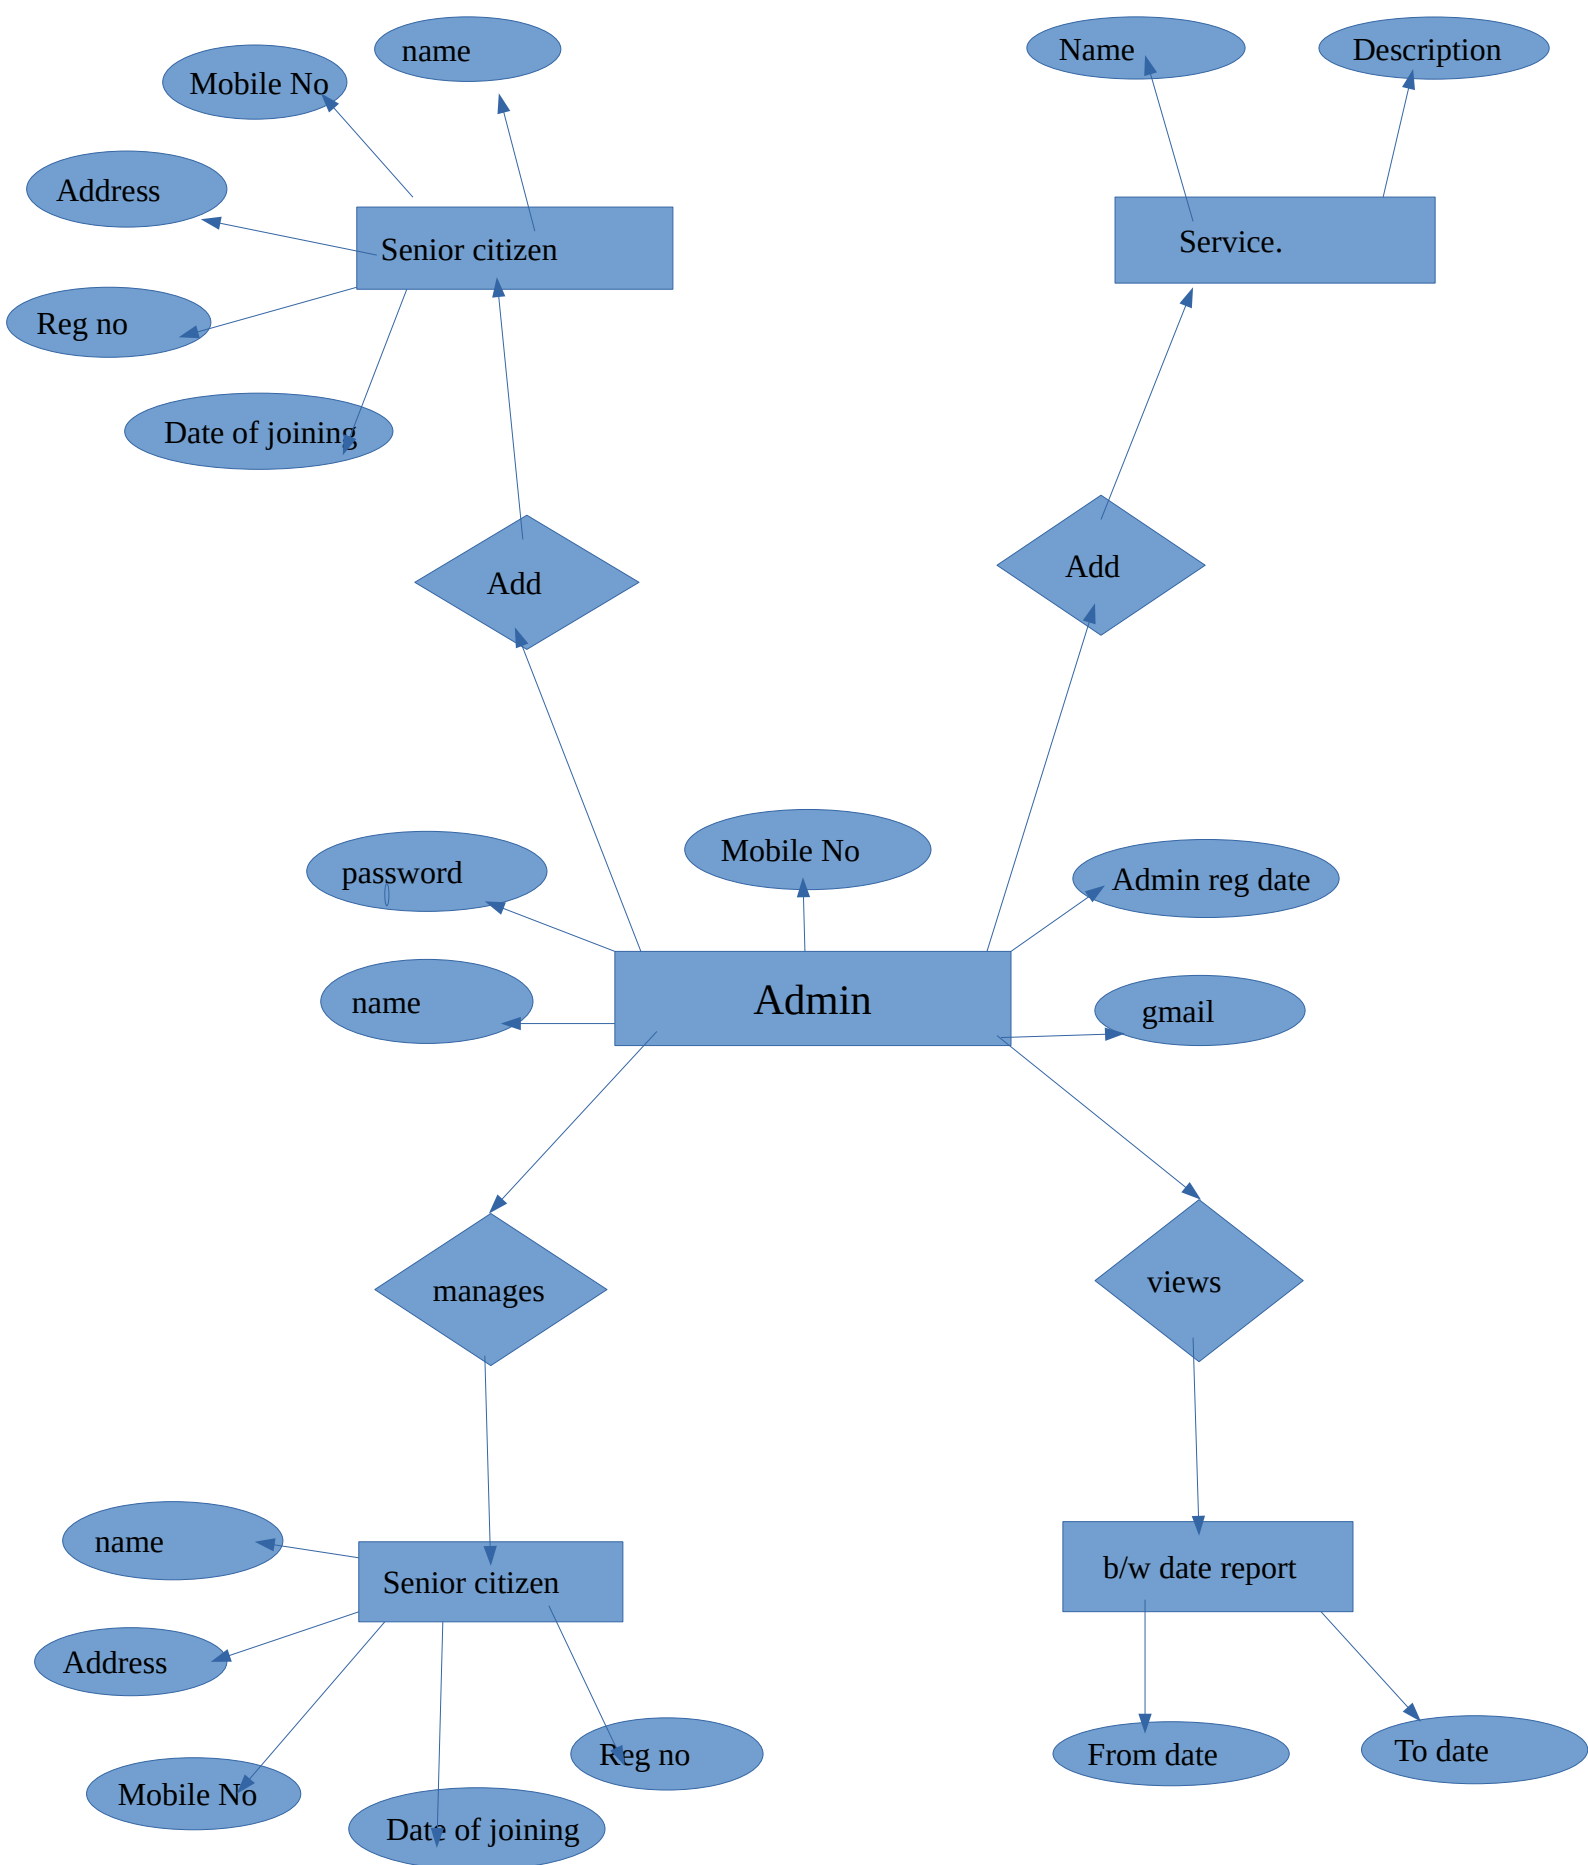 name
Name
Description
Mobile No
Address
Senior citizen
Service.
Reg no
Date of joining
Add
Add
Mobile No
password
Admin reg date
name
Admin
gmail
manages
views
name
Senior citizen
b/w date report
Address
Reg no
From date
To date
Mobile No
Date of joining